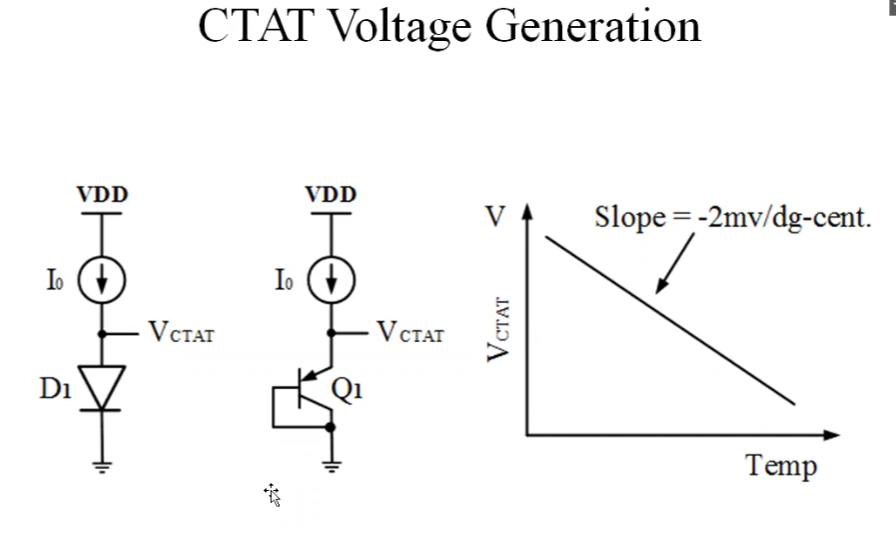 CTAT Voltage Generation
VDD
I0
VCTAT
D1
VDD
I0
VCTAT
Q1
V
Slope = -2mv/dg-cent.
VCTAT
Temp